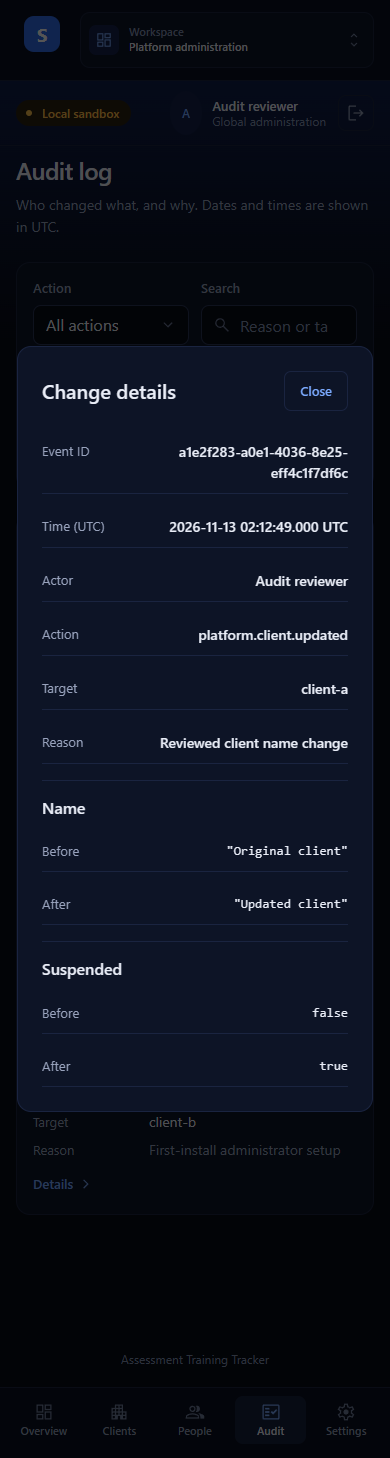 S
Workspace
Platform administration
Local sandbox
A
Audit reviewer
Global administration
Audit log
Who changed what, and why. Dates and times are shown
in UTC.
Action
Search
All actions
Reason or ta
Change details
Close
Event ID
a1e2f283-a0e1-4036-8e25-
eff4c1f7df6c
Time (UTC)
2026-11-13 02:12:49.000 UTC
Actor
Audit reviewer
Action
platform.client.updated
Target
client-a
Reason
Reviewed client name change
Name
Before
"Original client"
After
"Updated client"
Suspended
Before
false
After
true
Target
client-b
Reason
First-install administrator setup
Details
Assessment Training Tracker
Overview
Clients
People
Audit
Settings